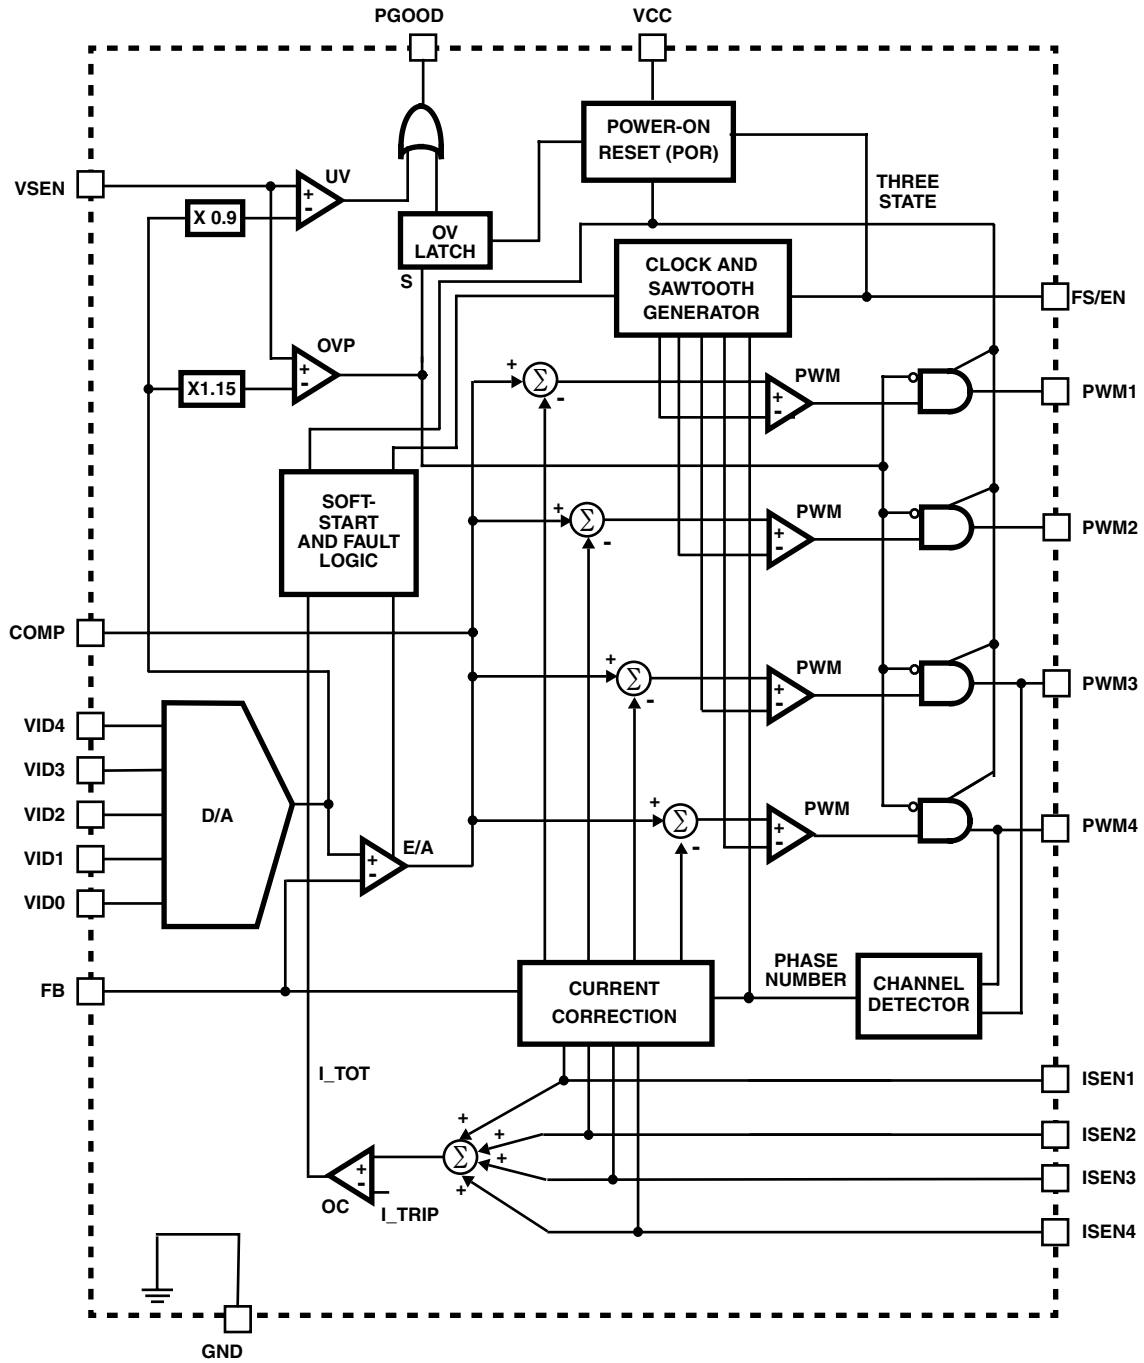 PGOOD
VCC
POWER-ON
RESET (POR)
VSEN
UV
+
-
X 0.9
THREE
STATE
OV
LATCH
S
CLOCK AND
SAWTOOTH
GENERATOR
FS/EN
OVP
+
-
X1.15
+
Σ
-
PWM
+
-
PWM1
SOFT-
START
AND FAULT
LOGIC
+
Σ
-
PWM
+
-
PWM2
COMP
+
Σ
-
PWM
+
-
PWM3
VID4
VID3
VID2
VID1
VID0
D/A
+
Σ
-
PWM
+
-
PWM4
E/A
+
-
FB
CURRENT
CORRECTION
PHASE
NUMBER
CHANNEL
DETECTOR
I_TOT
ISEN1
+
+
ISEN2
Σ
+
+
ISEN3
+
-
OC
I_TRIP
ISEN4
GND